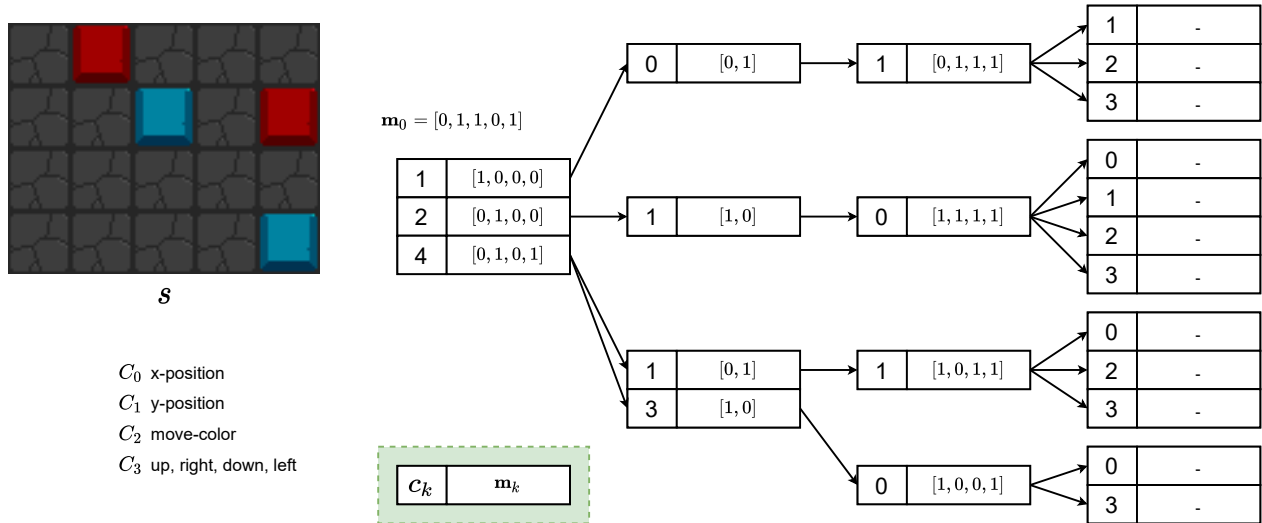 s
C₀ x-position
C₁ y-position
C₂ move-color
C₃ up, right, down, left
m₀ = [0, 1, 1, 0, 1]
1 [1, 0, 0, 0]
2 [0, 1, 0, 0]
4 [0, 1, 0, 1]
cₖ mₖ
0 [0, 1]
1 [1, 0]
1 [0, 1]
3 [1, 0]
1 [0, 1, 1, 1]
0 [1, 1, 1, 1]
1 [1, 0, 1, 1]
0 [1, 0, 0, 1]
1 -
2 -
3 -
0 -
1 -
2 -
3 -
0 -
2 -
3 -
0 -
3 -